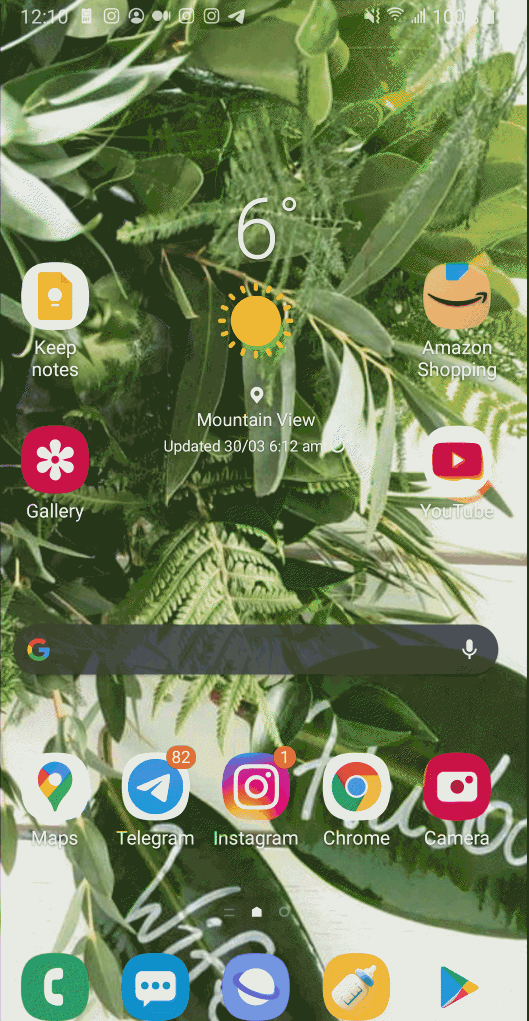 12:10 100%
6°
Keep
notes
Amazon
Shopping
Mountain View
Updated 30/03 6:12 am
Gallery
YouTube
82
1
Maps Telegram Instagram Chrome Camera
Wife